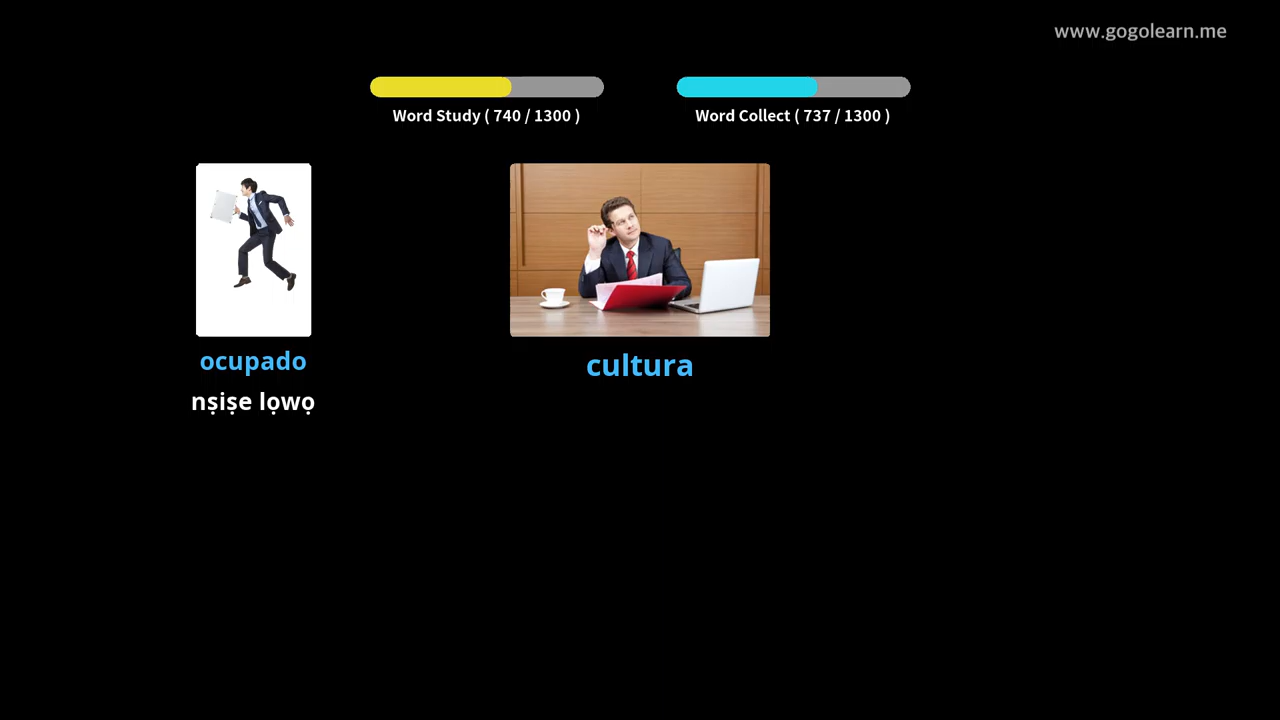 www.gogolearn.me
Word Study ( 740 / 1300 )
Word Collect ( 737 / 1300 )
ocupado
nṣiṣe lọwọ
cultura